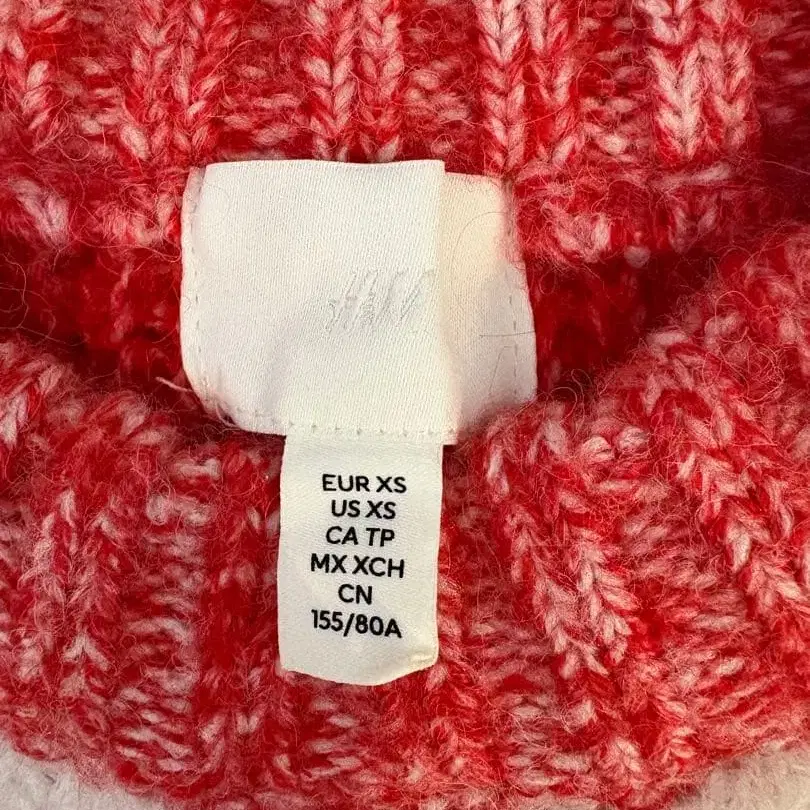 H&M
EUR XS
US XS
CA TP
MX XCH
CN
155/80A